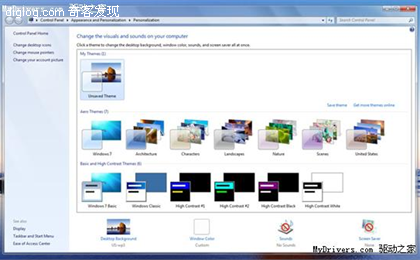 diglog.com 奇客发现
Control Panel ▸ Appearance and Personalization ▸ Personalization
Search Control Panel
Control Panel Home
Change desktop icons
Change mouse pointers
Change your account picture
Change the visuals and sounds on your computer
Click a theme to change the desktop background, window color, sounds, and screen saver all at once.
My Themes (1)
Unsaved Theme
Save theme
Get more themes online
Aero Themes (7)
Windows 7
Architecture
Characters
Landscapes
Nature
Scenes
United States
Basic and High Contrast Themes (6)
Windows 7 Basic
Windows Classic
High Contrast #1
High Contrast #2
High Contrast Black
High Contrast White
See also
Display
Taskbar and Start Menu
Ease of Access Center
Desktop Background
Window Color
Custom
Sounds
No Sounds
Screen Saver
MyDrivers.com 驱动之家